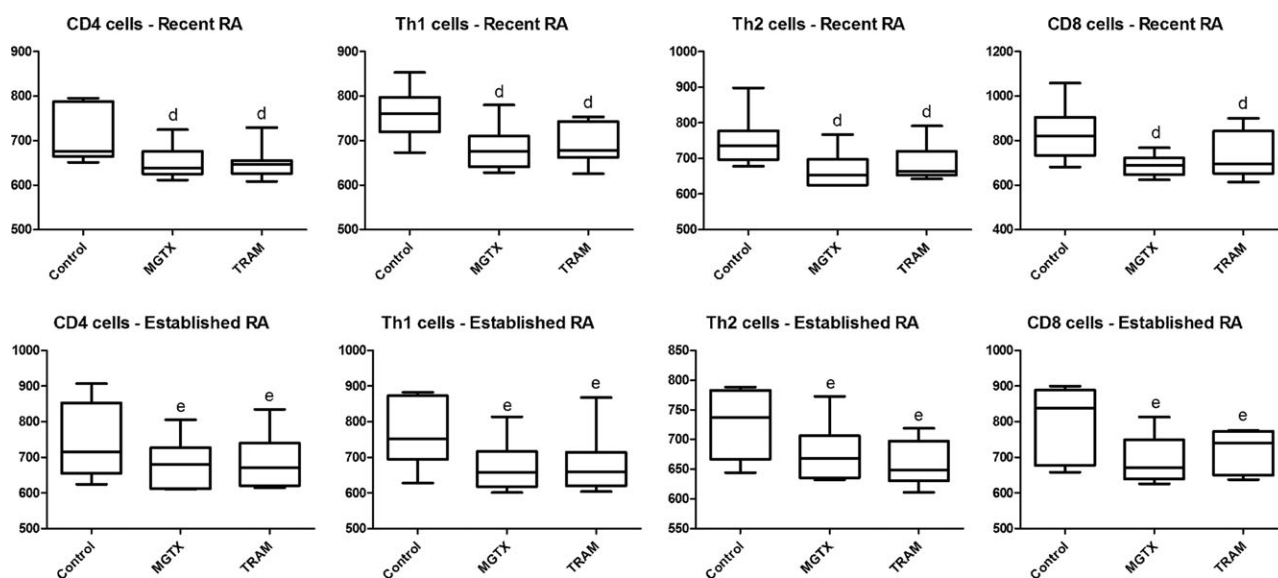 CD4 cells - Recent RA
900
800
700
600
500
d
d
Control
MGTX
TRAM
Th1 cells - Recent RA
900
800
700
600
500
d
d
Control
MGTX
TRAM
Th2 cells - Recent RA
1000
900
800
700
600
500
d
d
Control
MGTX
TRAM
CD8 cells - Recent RA
1200
1000
800
600
400
d
d
Control
MGTX
TRAM
CD4 cells - Established RA
1000
900
800
700
600
500
e
e
Control
MGTX
TRAM
Th1 cells - Established RA
1000
900
800
700
600
500
e
e
Control
MGTX
TRAM
Th2 cells - Established RA
850
800
750
700
650
600
550
e
e
Control
MGTX
TRAM
CD8 cells - Established RA
1000
900
800
700
600
500
e
e
Control
MGTX
TRAM